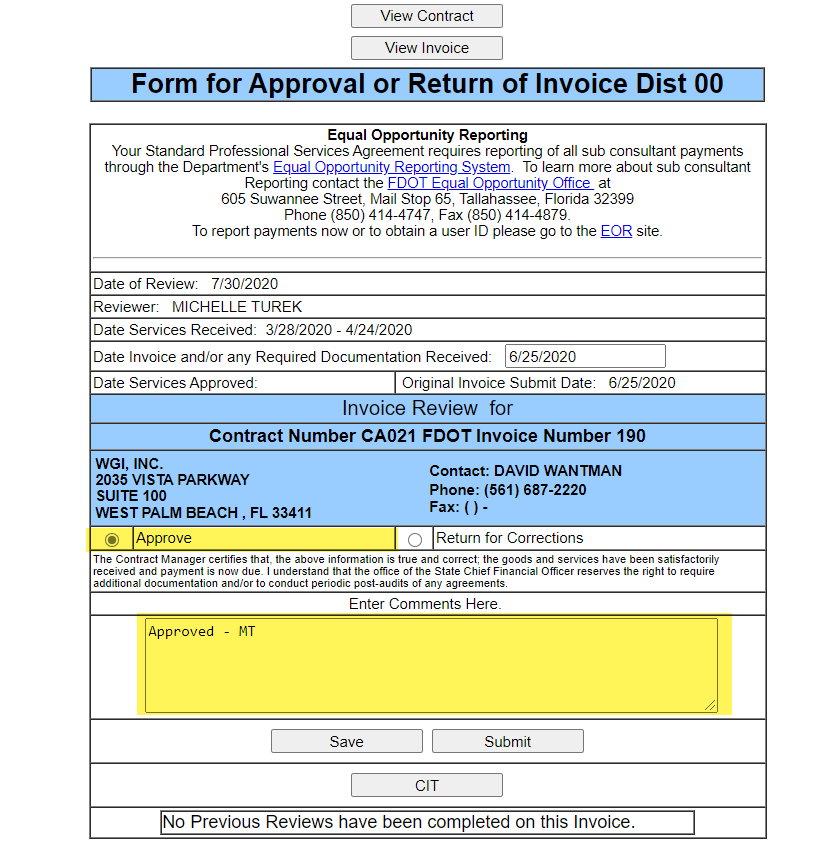 View Contract
View Invoice
Form for Approval or Return of Invoice Dist 00
Equal Opportunity Reporting
Your Standard Professional Services Agreement requires reporting of all sub consultant payments
through the Department's Equal Opportunity Reporting System. To learn more about sub consultant
Reporting contact the FDOT Equal Opportunity Office at
605 Suwannee Street, Mail Stop 65, Tallahassee, Florida 32399
Phone (850) 414-4747, Fax (850) 414-4879.
To report payments now or to obtain a user ID please go to the EOR site.
Date of Review: 7/30/2020
Reviewer: MICHELLE TUREK
Date Services Received: 3/28/2020 - 4/24/2020
Date Invoice and/or any Required Documentation Received: 6/25/2020
Date Services Approved: Original Invoice Submit Date: 6/25/2020
Invoice Review for
Contract Number CA021 FDOT Invoice Number 190
WGI, INC.
2035 VISTA PARKWAY
SUITE 100
WEST PALM BEACH , FL 33411
Contact: DAVID WANTMAN
Phone: (561) 687-2220
Fax: ( ) -
Approve Return for Corrections
The Contract Manager certifies that, the above information is true and correct; the goods and services have been satisfactorily
received and payment is now due. I understand that the office of the State Chief Financial Officer reserves the right to require
additional documentation and/or to conduct periodic post-audits of any agreements.
Enter Comments Here.
Approved - MT
Save Submit
CIT
No Previous Reviews have been completed on this Invoice.